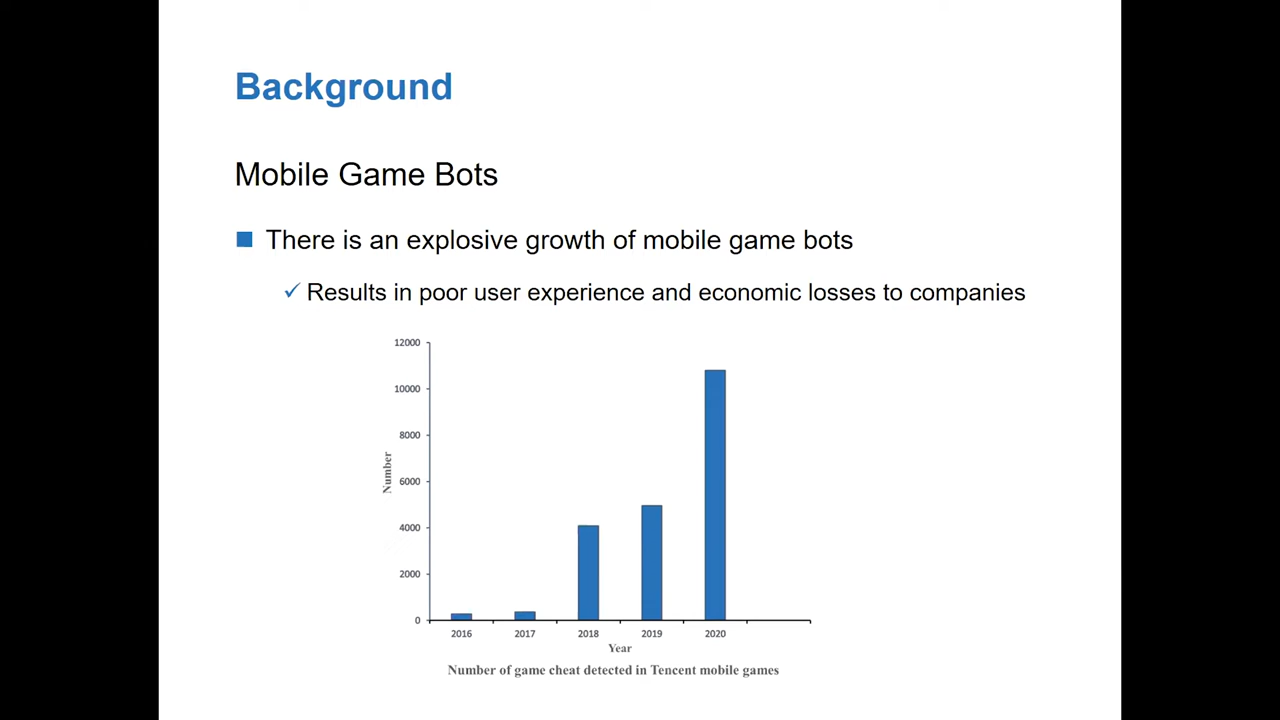 Background
Mobile Game Bots
There is an explosive growth of mobile game bots
Results in poor user experience and economic losses to companies
12000
10000
8000
6000
4000
2000
0
Number
2016 2017 2018 2019 2020
Year
Number of game cheat detected in Tencent mobile games